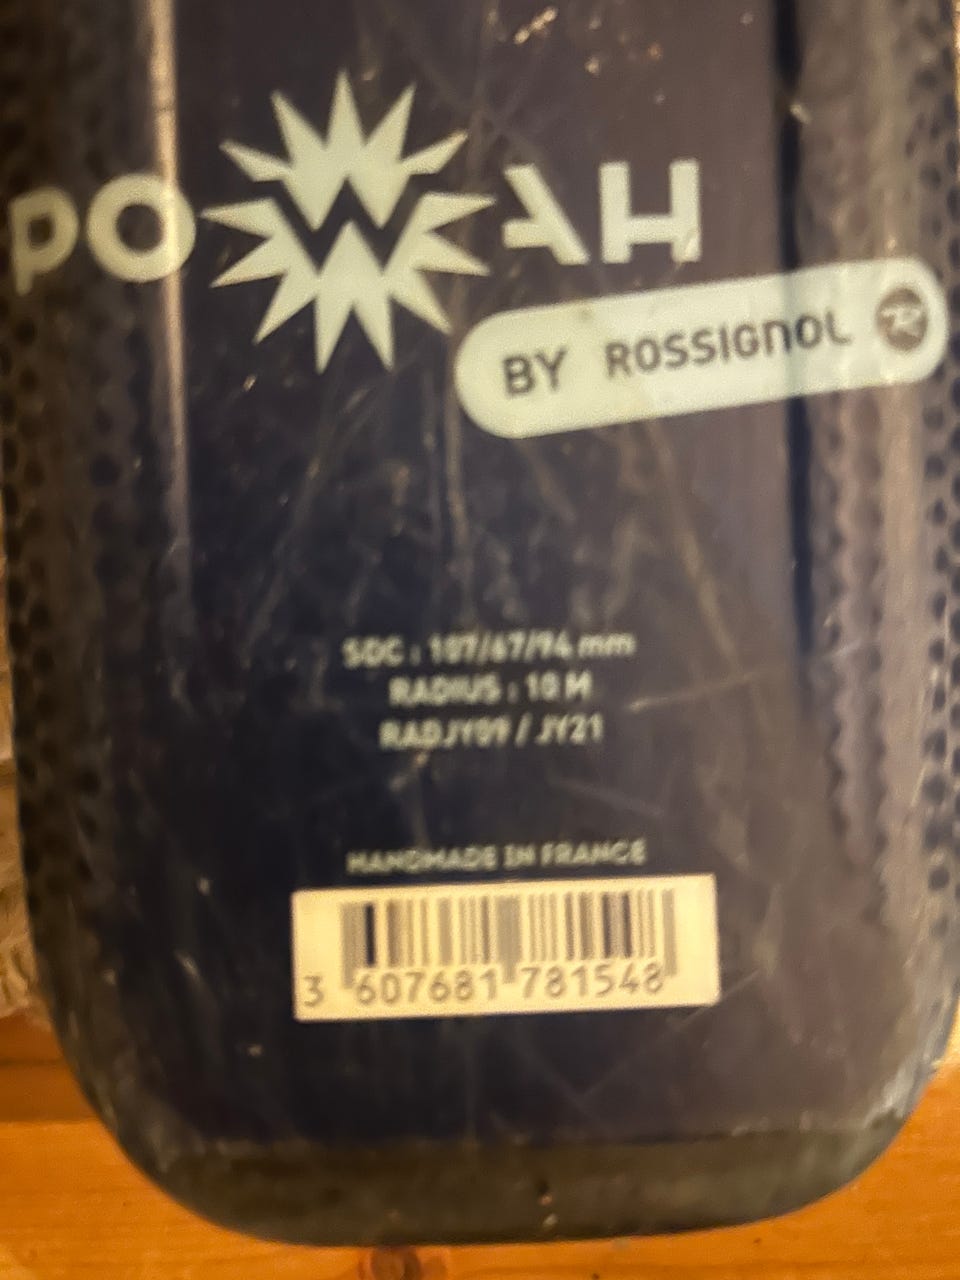 POWAH
BY ROSSIGNOL R
SDC : 107/67/94 mm
RADIUS : 10 M
RADJY09 / JY21
HANDMADE IN FRANCE
3 607681 781548